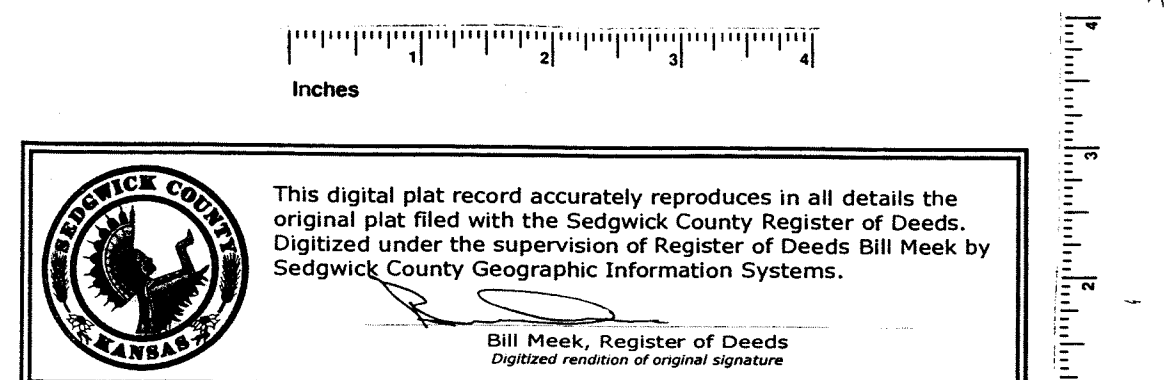 1 2 3 4
Inches
4
3
2
SEDGWICK COUNTY
KANSAS
This digital plat record accurately reproduces in all details the
original plat filed with the Sedgwick County Register of Deeds.
Digitized under the supervision of Register of Deeds Bill Meek by
Sedgwick County Geographic Information Systems.
Bill Meek, Register of Deeds
Digitized rendition of original signature